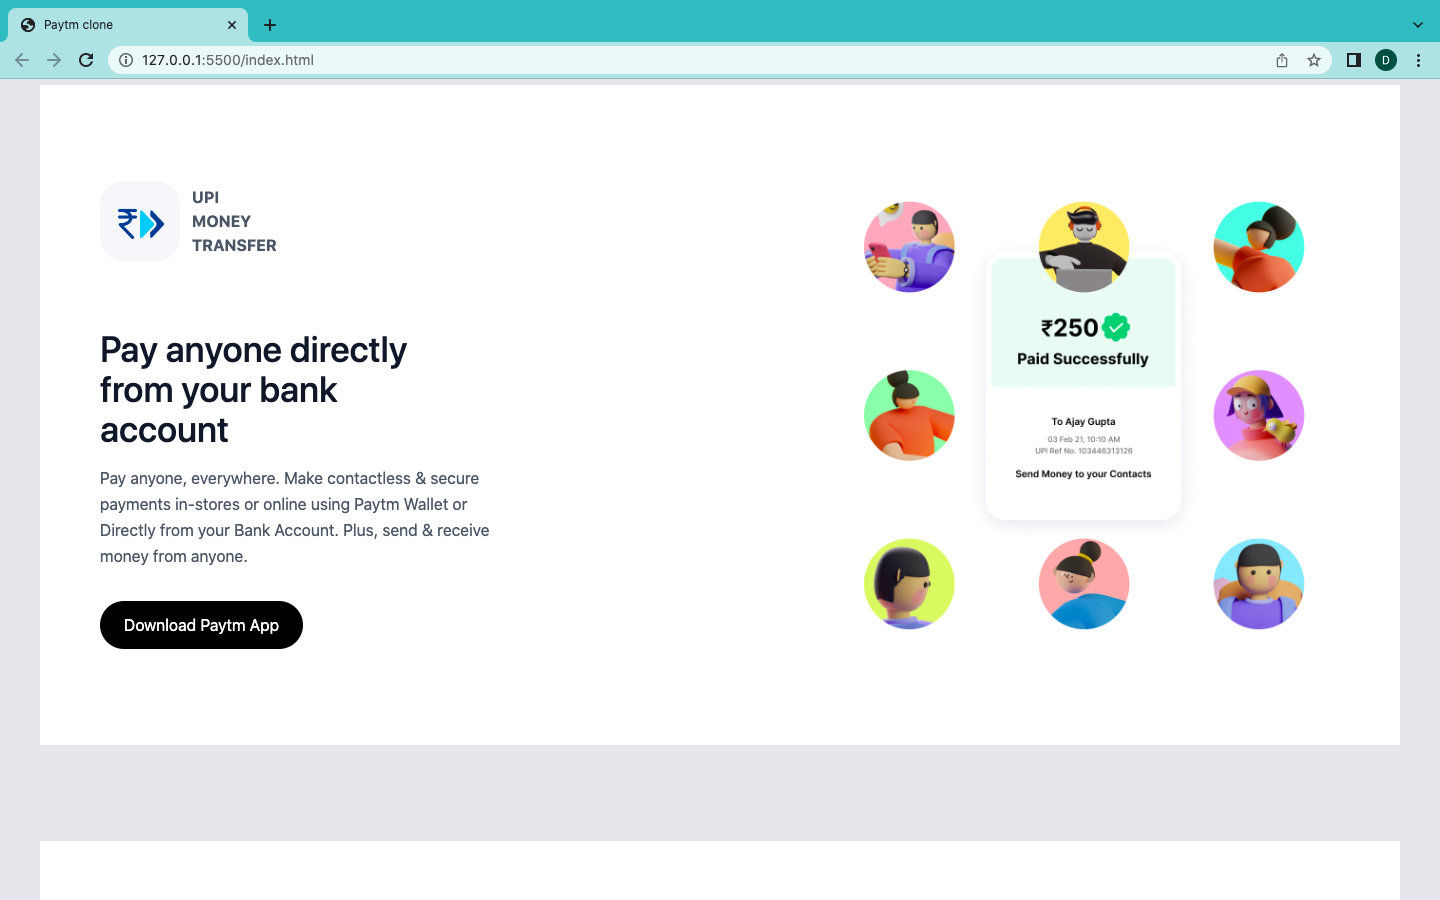 Paytm clone
127.0.0.1:5500/index.html
D
UPI
MONEY
TRANSFER
Pay anyone directly
from your bank
account
Pay anyone, everywhere. Make contactless & secure
payments in-stores or online using Paytm Wallet or
Directly from your Bank Account. Plus, send & receive
money from anyone.
Download Paytm App
₹250
Paid Successfully
To Ajay Gupta
03 Feb 21, 10:10 AM
UPI Ref No. 103446313126
Send Money to your Contacts